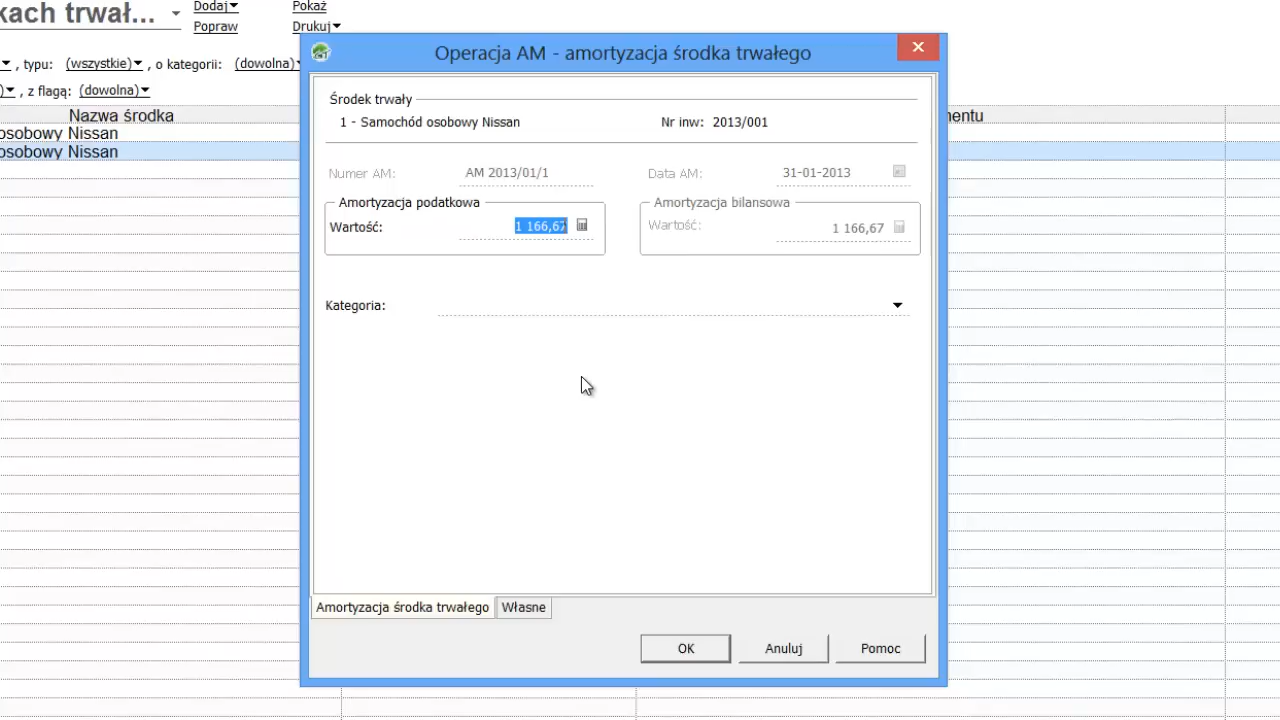 kach trwał...
Dodaj
Pokaż
Popraw
Drukuj
, typu: (wszystkie) , o kategorii: (dowolna)
) , z flagą: (dowolna)
Nazwa środka
osobowy Nissan
osobowy Nissan
Operacja AM - amortyzacja środka trwałego
Środek trwały
1 - Samochód osobowy Nissan Nr inw: 2013/001
Numer AM: AM 2013/01/1 Data AM: 31-01-2013
Amortyzacja podatkowa Amortyzacja bilansowa
Wartość: 1 166,67 Wartość: 1 166,67
Kategoria:
Amortyzacja środka trwałego Własne
OK Anuluj Pomoc